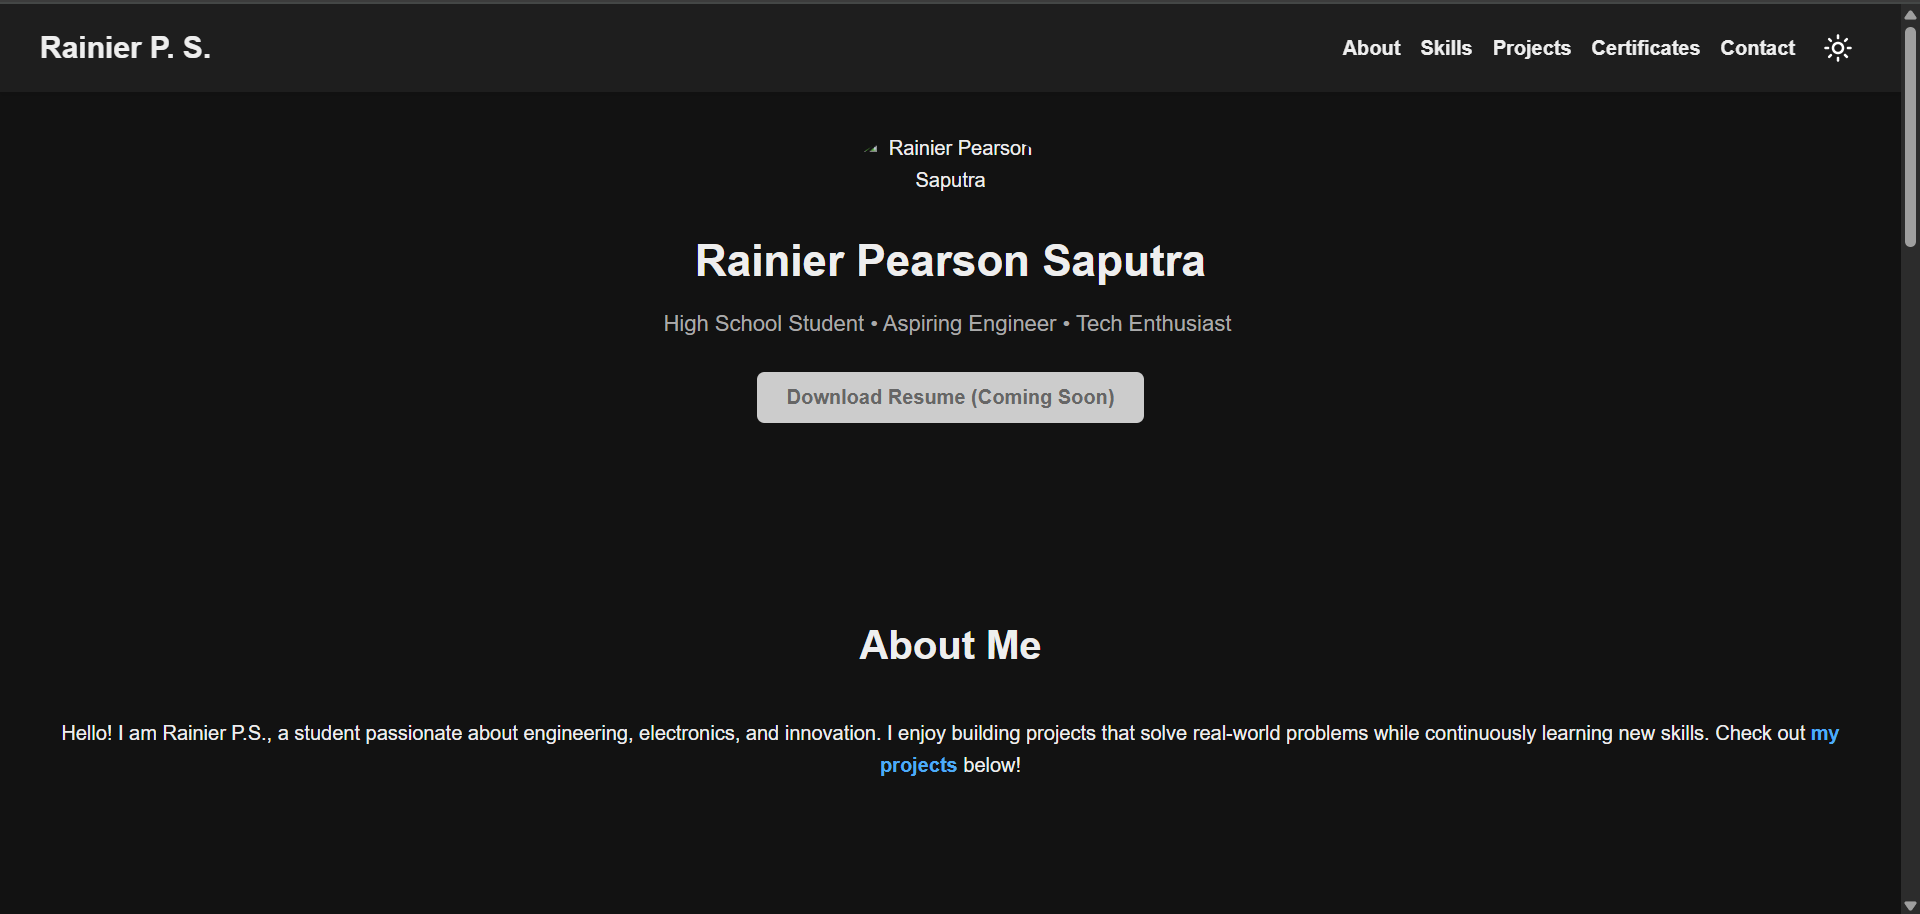 Rainier P. S.
About Skills Projects Certificates Contact
Rainier Pearson
Saputra
Rainier Pearson Saputra
High School Student • Aspiring Engineer • Tech Enthusiast
Download Resume (Coming Soon)
About Me
Hello! I am Rainier P.S., a student passionate about engineering, electronics, and innovation. I enjoy building projects that solve real-world problems while continuously learning new skills. Check out my
projects below!